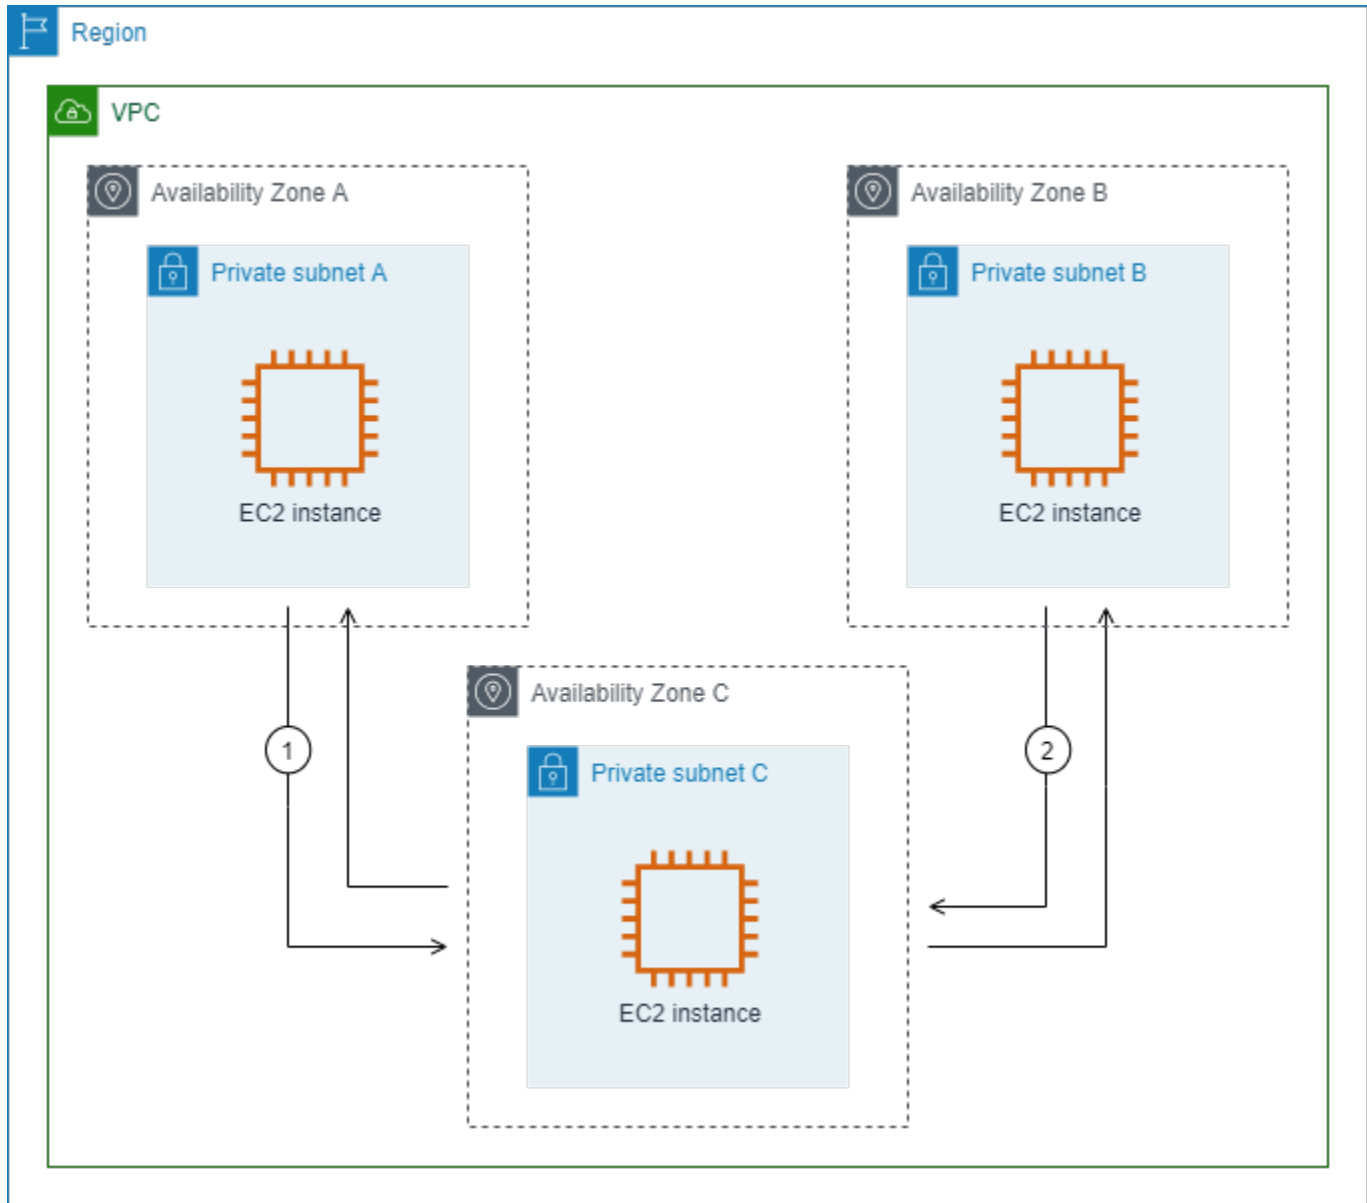 Region
VPC
Availability Zone A
Availability Zone B
Private subnet A
Private subnet B
EC2 instance
EC2 instance
Availability Zone C
1
2
Private subnet C
EC2 instance